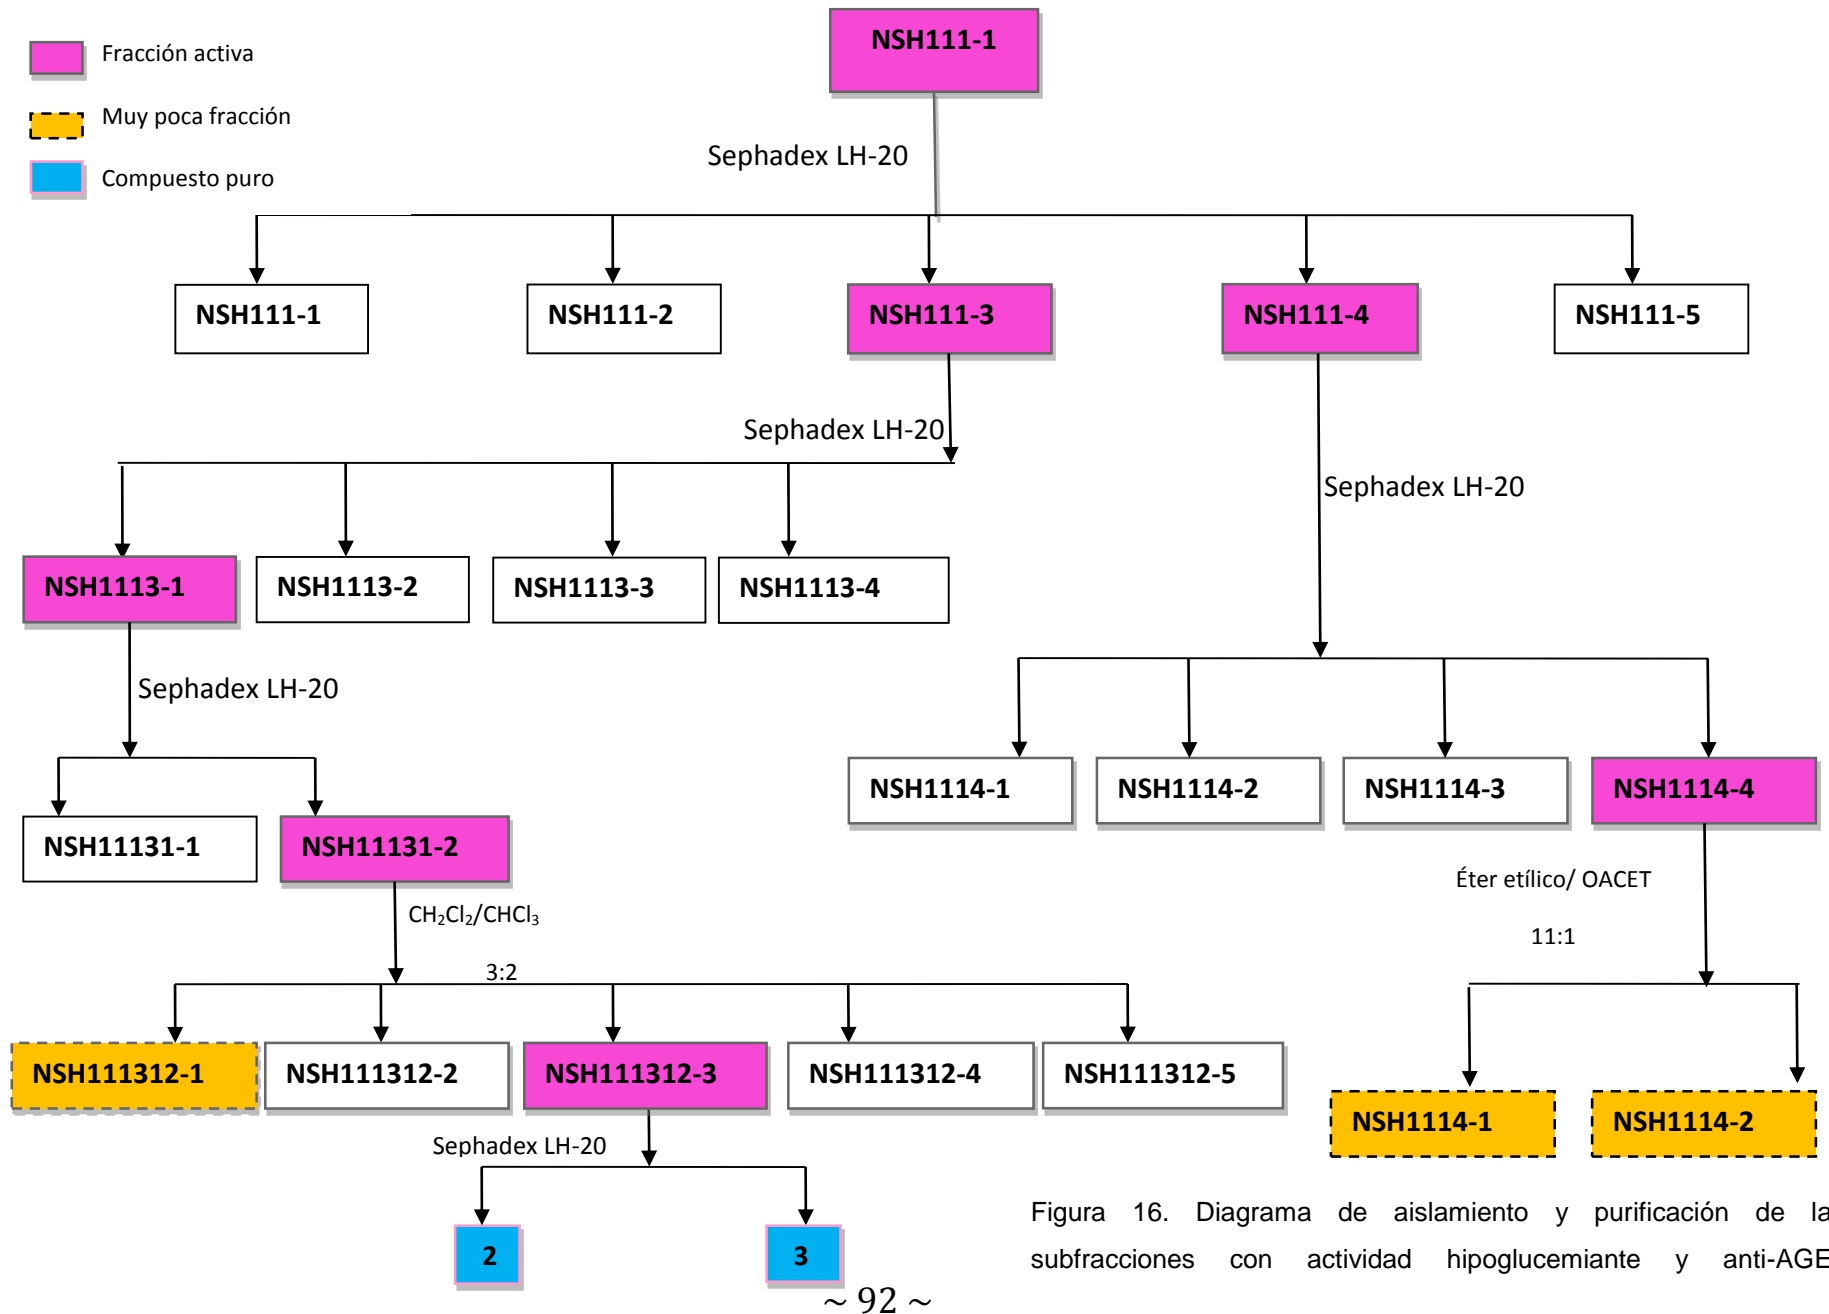 NSH111-1
Fracción activa
Muy poca fracción
Compuesto puro
Sephadex LH-20
NSH111-1 NSH111-2 NSH111-3 NSH111-4 NSH111-5
Sephadex LH-20
Sephadex LH-20
NSH1113-1 NSH1113-2 NSH1113-3 NSH1113-4
Sephadex LH-20
NSH1114-1 NSH1114-2 NSH1114-3 NSH1114-4
NSH11131-1 NSH11131-2
Éter etílico/ OACET
CH₂Cl₂/CHCl₃
11:1
3:2
NSH111312-1 NSH111312-2 NSH111312-3 NSH111312-4 NSH111312-5
NSH1114-1 NSH1114-2
Sephadex LH-20
2 3
Figura 16. Diagrama de aislamiento y purificación de la
subfracciones con actividad hipoglucemiante y anti-AGE
~ 92 ~